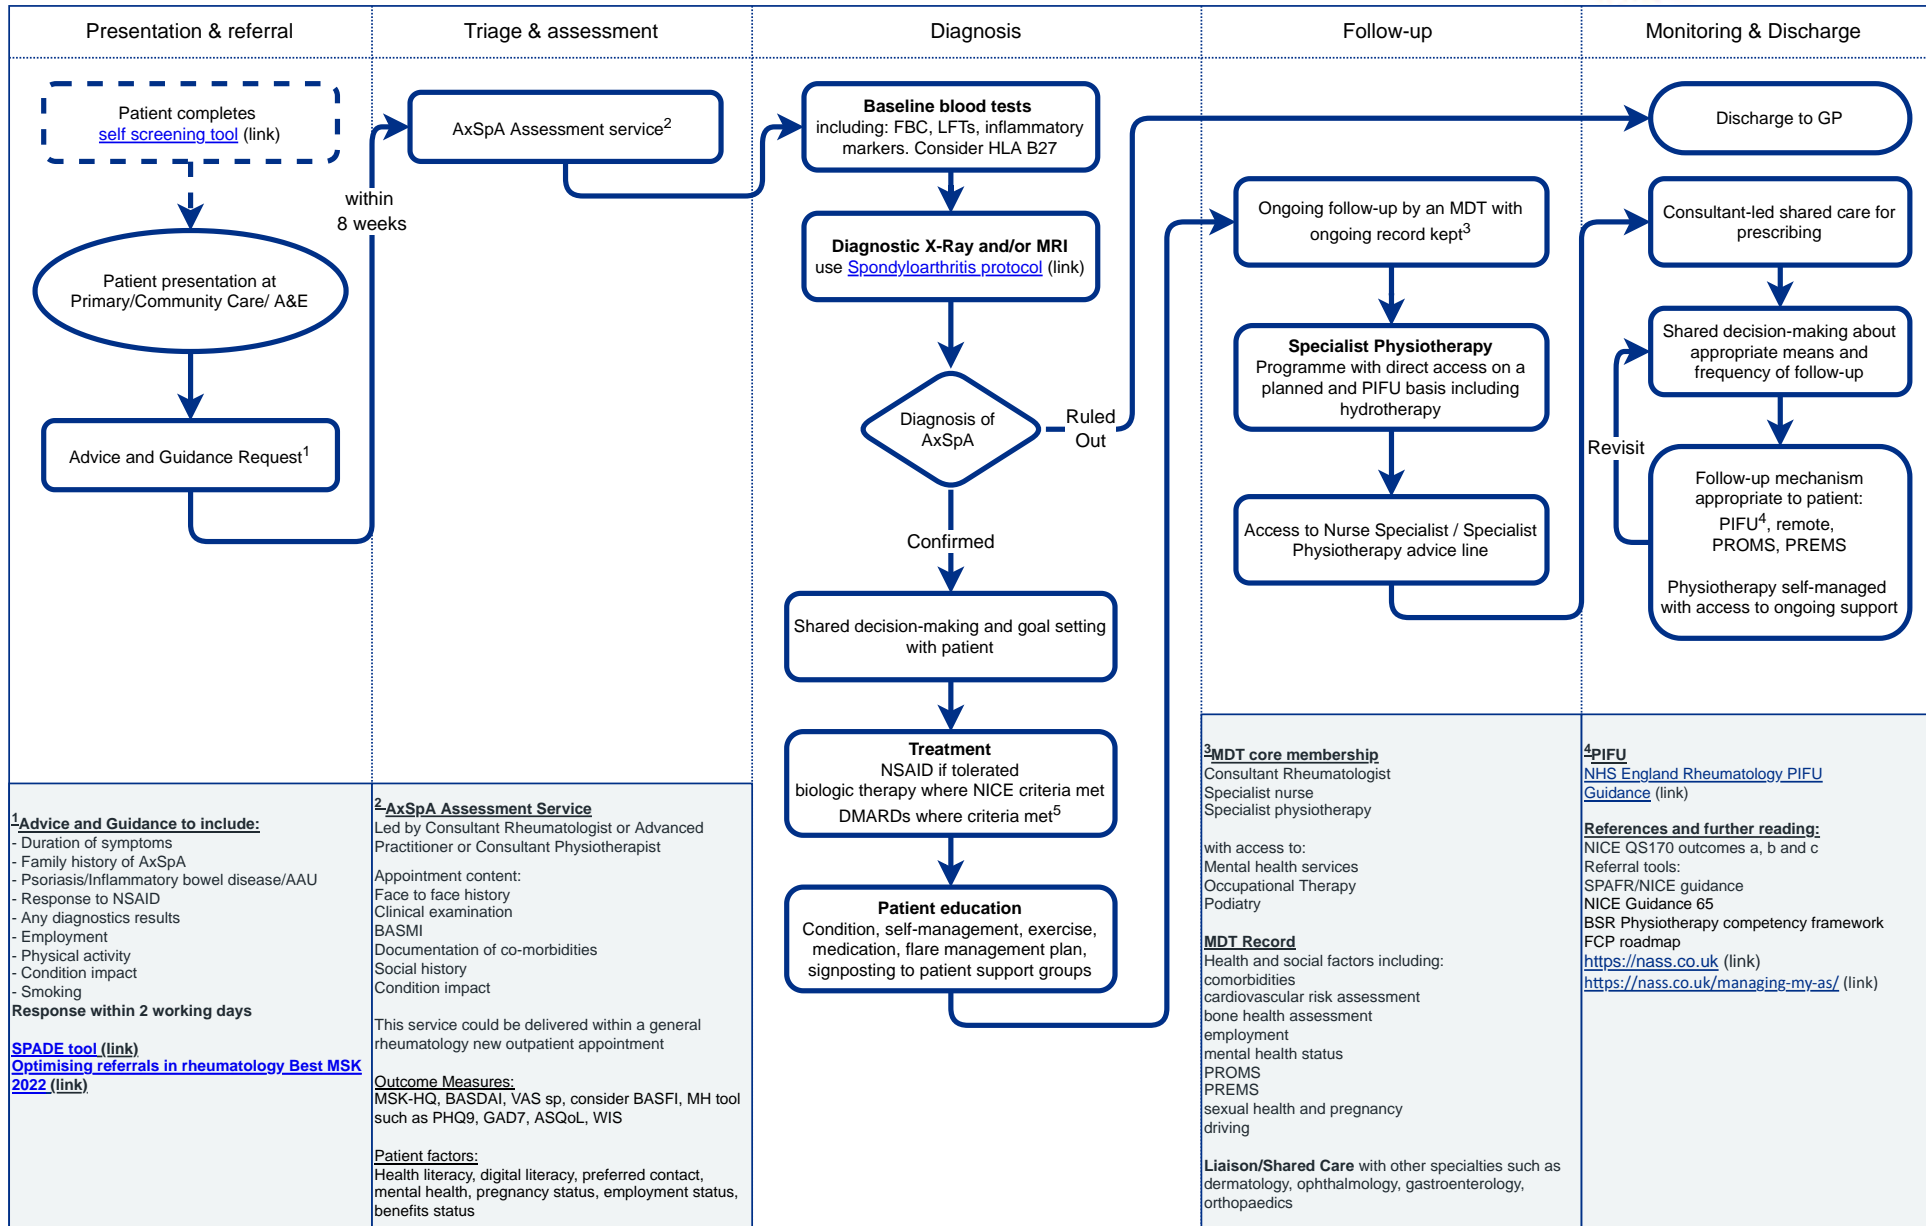 Presentation & referral
Triage & assessment
Diagnosis
Follow-up
Monitoring & Discharge
Patient completes
self screening tool (link)
Patient presentation at
Primary/Community Care/ A&E
Advice and Guidance Request1
within
8 weeks
AxSpA Assessment service2
Baseline blood tests
including: FBC, LFTs, inflammatory
markers. Consider HLA B27
Diagnostic X-Ray and/or MRI
use Spondyloarthritis protocol (link)
Diagnosis of
AxSpA
Ruled
Out
Confirmed
Shared decision-making and goal setting
with patient
Treatment
NSAID if tolerated
biologic therapy where NICE criteria met
DMARDs where criteria met5
Patient education
Condition, self-management, exercise,
medication, flare management plan,
signposting to patient support groups
Ongoing follow-up by an MDT with
ongoing record kept3
Specialist Physiotherapy
Programme with direct access on a
planned and PIFU basis including
hydrotherapy
Access to Nurse Specialist / Specialist
Physiotherapy advice line
Discharge to GP
Consultant-led shared care for
prescribing
Shared decision-making about
appropriate means and
frequency of follow-up
Revisit
Follow-up mechanism
appropriate to patient:
PIFU4, remote,
PROMS, PREMS
Physiotherapy self-managed
with access to ongoing support
1Advice and Guidance to include:
- Duration of symptoms
- Family history of AxSpA
- Psoriasis/Inflammatory bowel disease/AAU
- Response to NSAID
- Any diagnostics results
- Employment
- Physical activity
- Condition impact
- Smoking
Response within 2 working days
SPADE tool (link)
Optimising referrals in rheumatology Best MSK
2022 (link)
2 AxSpA Assessment Service
Led by Consultant Rheumatologist or Advanced
Practitioner or Consultant Physiotherapist
Appointment content:
Face to face history
Clinical examination
BASMI
Documentation of co-morbidities
Social history
Condition impact
This service could be delivered within a general
rheumatology new outpatient appointment
Outcome Measures:
MSK-HQ, BASDAI, VAS sp, consider BASFI, MH tool
such as PHQ9, GAD7, ASQoL, WIS
Patient factors:
Health literacy, digital literacy, preferred contact,
mental health, pregnancy status, employment status,
benefits status
3MDT core membership
Consultant Rheumatologist
Specialist nurse
Specialist physiotherapy
with access to:
Mental health services
Occupational Therapy
Podiatry
MDT Record
Health and social factors including:
comorbidities
cardiovascular risk assessment
bone health assessment
employment
mental health status
PROMS
PREMS
sexual health and pregnancy
driving
Liaison/Shared Care with other specialties such as
dermatology, ophthalmology, gastroenterology,
orthopaedics
4PIFU
NHS England Rheumatology PIFU
Guidance (link)
References and further reading:
NICE QS170 outcomes a, b and c
Referral tools:
SPAFR/NICE guidance
NICE Guidance 65
BSR Physiotherapy competency framework
FCP roadmap
https://nass.co.uk (link)
https://nass.co.uk/managing-my-as/ (link)